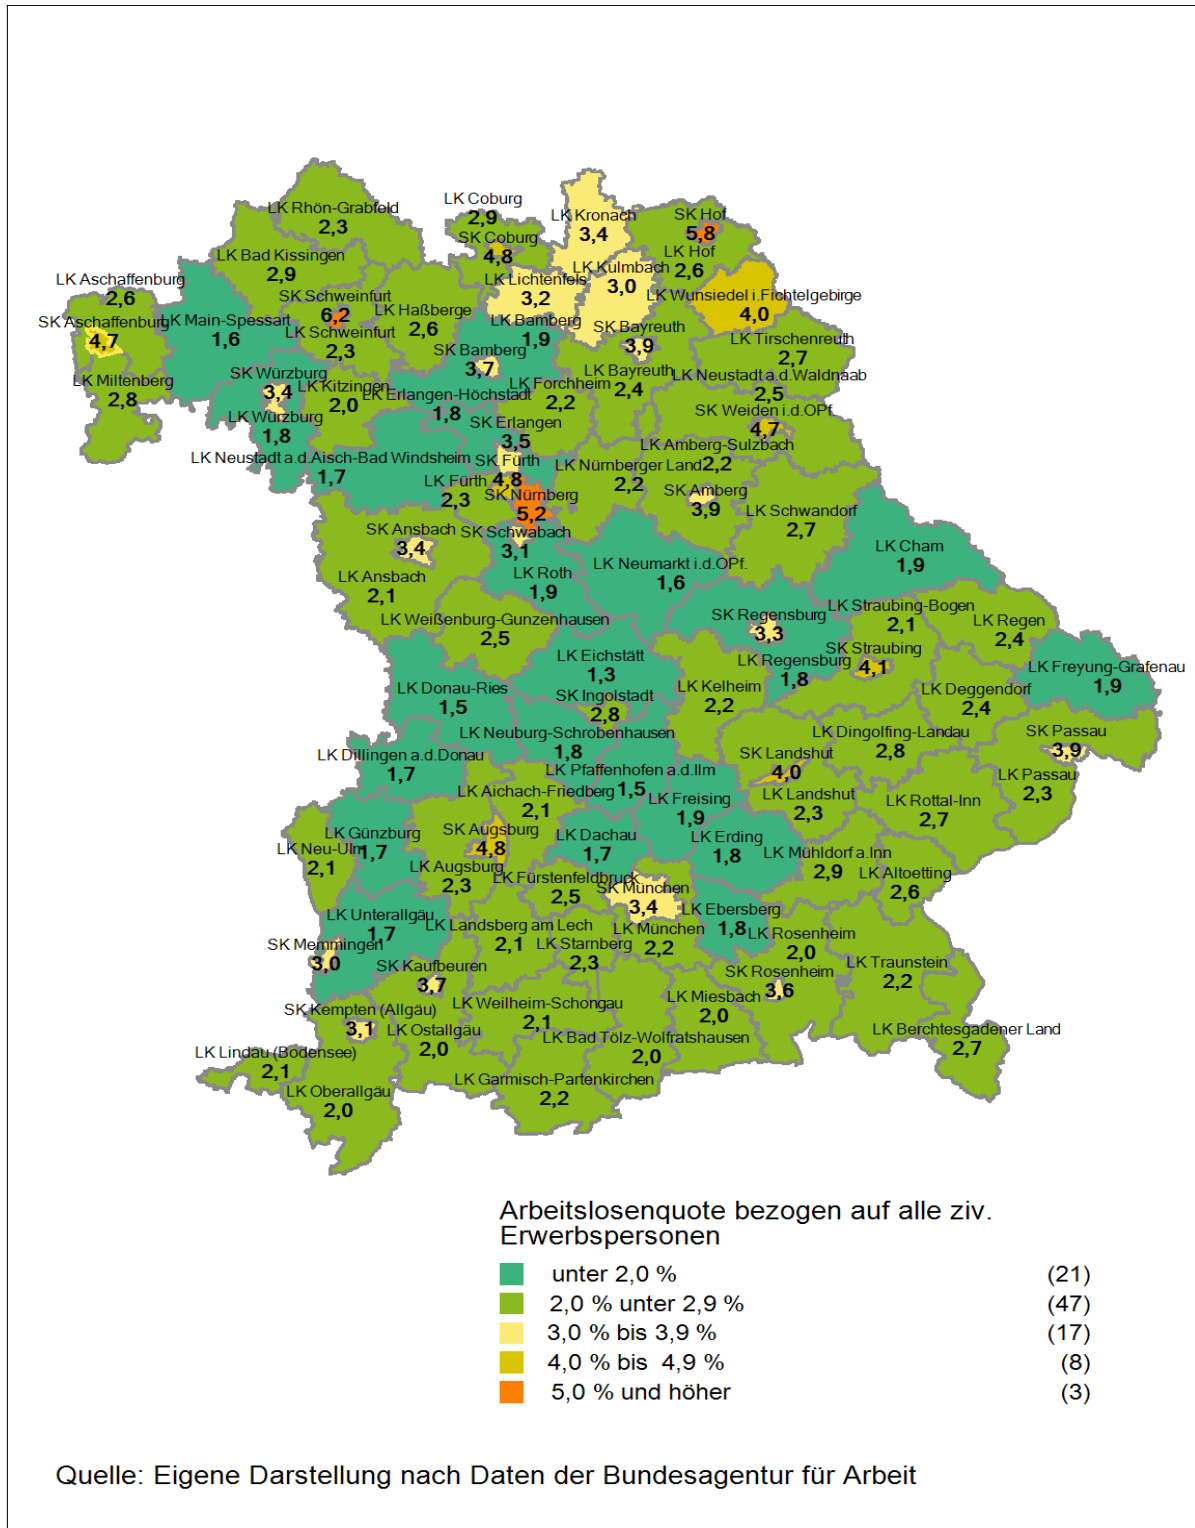 LK Coburg
2,9
LK Rhön-Grabfeld
2,3
LK Kronach
3,4
SK Hof
5,8
SK Coburg
4,8
LK Bad Kissingen
2,9
LK Hof
2,6
LK Aschaffenburg
2,6
LK Lichtenfels
3,2
LK Kulmbach
3,0
SK Schweinfurt
6,2
LK Haßberge
2,6
LK Wunsiedel i.Fichtelgebirge
4,0
SK Aschaffenburg
4,7
LK Main-Spessart
1,6
LK Schweinfurt
2,3
LK Bamberg
1,9
SK Bayreuth
3,9
LK Tirschenreuth
2,7
SK Bamberg
3,7
LK Miltenberg
2,8
SK Würzburg
3,4
LK Kitzingen
2,0
LK Erlangen-Höchstadt
1,8
LK Forchheim
2,2
LK Bayreuth
2,4
LK Neustadt a.d.Waldnaab
2,5
LK Würzburg
1,8
SK Erlangen
3,5
SK Weiden i.d.OPf.
4,7
LK Neustadt a.d.Aisch-Bad Windsheim
1,7
SK Fürth
4,8
LK Nürnberger Land
2,2
LK Amberg-Sulzbach
2,2
LK Fürth
2,3
SK Nürnberg
5,2
SK Amberg
3,9
LK Schwandorf
2,7
SK Ansbach
3,4
SK Schwabach
3,1
LK Cham
1,9
LK Ansbach
2,1
LK Roth
1,9
LK Neumarkt i.d.OPf.
1,6
LK Weißenburg-Gunzenhausen
2,5
SK Regensburg
3,3
LK Straubing-Bogen
2,1
LK Regen
2,4
LK Eichstätt
1,3
LK Regensburg
1,8
SK Straubing
4,1
LK Freyung-Grafenau
1,9
LK Donau-Ries
1,5
SK Ingolstadt
2,8
LK Kelheim
2,2
LK Deggendorf
2,4
LK Neuburg-Schrobenhausen
1,8
LK Dingolfing-Landau
2,8
SK Passau
3,9
LK Dillingen a.d.Donau
1,7
SK Landshut
4,0
LK Pfaffenhofen a.d.Ilm
1,5
LK Passau
2,3
LK Aichach-Friedberg
2,1
LK Freising
1,9
LK Landshut
2,3
LK Rottal-Inn
2,7
LK Günzburg
1,7
SK Augsburg
4,8
LK Dachau
1,7
LK Erding
1,8
LK Neu-Ulm
2,1
LK Mühldorf a.Inn
2,9
LK Augsburg
2,3
LK Fürstenfeldbruck
2,5
SK München
3,4
LK Altoetting
2,6
LK Unterallgäu
1,7
LK Landsberg am Lech
2,1
LK Ebersberg
1,8
LK München
2,2
LK Rosenheim
2,0
SK Memmingen
3,0
LK Starnberg
2,3
SK Kaufbeuren
3,7
LK Traunstein
2,2
SK Rosenheim
3,6
LK Weilheim-Schongau
2,1
LK Miesbach
2,0
SK Kempten (Allgäu)
3,1
LK Ostallgäu
2,0
LK Bad Tölz-Wolfratshausen
2,0
LK Berchtesgadener Land
2,7
LK Lindau (Bodensee)
2,1
LK Garmisch-Partenkirchen
2,2
LK Oberallgäu
2,0
Arbeitslosenquote bezogen auf alle ziv.
Erwerbspersonen
unter 2,0 % (21)
2,0 % unter 2,9 % (47)
3,0 % bis 3,9 % (17)
4,0 % bis 4,9 % (8)
5,0 % und höher (3)
Quelle: Eigene Darstellung nach Daten der Bundesagentur für Arbeit